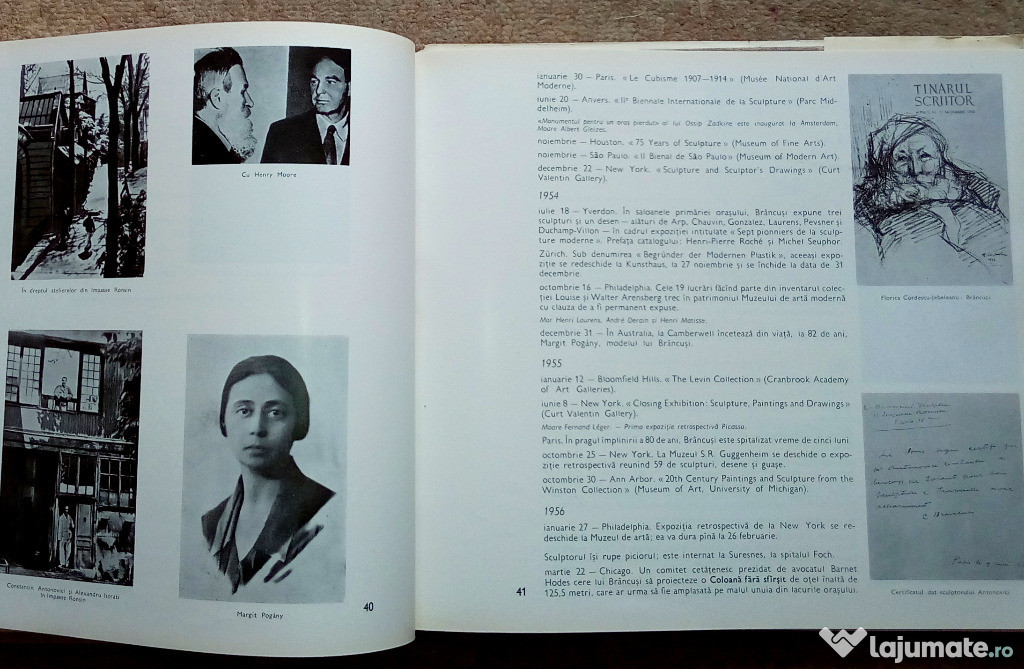 În dreptul atelierelor din Impasse Ronsin
Cu Henry Moore
Constantin Antonovici și Alexandru Istrati
în Impasse Ronsin
Margit Pogány
40
ianuarie 30 — Paris. « Le Cubisme 1907—1914 » (Musée National d'Art
Moderne).
iunie 20 — Anvers. « IIe Biennale Internationale de la Sculpture » (Parc Mid-
delheim).
«Monumentul pentru un oraș pierdut» al lui Ossip Zadkine este inaugurat la Amsterdam.
Moare Albert Gleizes.
noiembrie — Houston. « 75 Years of Sculpture » (Museum of Fine Arts).
noiembrie — São Paulo. « II Bienal de São Paulo » (Museum of Modern Art).
decembrie 22 — New York. « Sculpture and Sculptor's Drawings » (Curt
Valentin Gallery).
1954
iulie 18 — Yverdon. În saloanele primăriei orașului, Brâncuși expune trei
sculpturi și un desen — alături de Arp, Chauvin, Gonzalez, Laurens, Pevsner și
Duchamp-Villon — în cadrul expoziției intitulate « Sept pionniers de la sculp-
ture moderne ». Prefața catalogului: Henri-Pierre Roché și Michel Seuphor.
Zürich. Sub denumirea « Begründer der Modernen Plastik », aceeași expo-
ziție se redeschide la Kunsthaus, la 27 noiembrie și se închide la data de 31
decembrie.
octombrie 16 — Philadelphia. Cele 19 lucrări făcînd parte din inventarul colec-
ției Louise și Walter Arensberg trec în patrimoniul Muzeului de artă modernă
cu clauza de a fi permanent expuse.
Mor Henri Laurens, André Derain și Henri Matisse.
decembrie 31 — În Australia, la Camberwell încetează din viață, la 82 de ani,
Margit Pogány, modelul lui Brâncuși.
1955
ianuarie 12 — Bloomfield Hills. « The Levin Collection » (Cranbrook Academy
of Art Galleries).
iunie 8 — New York. « Closing Exhibition: Sculpture, Paintings and Drawings »
(Curt Valentin Gallery).
Moare Fernand Léger. — Prima expoziție retrospectivă Picasso.
Paris. În pragul împlinirii a 80 de ani, Brâncuși este spitalizat vreme de cinci luni.
octombrie 25 — New York. La Muzeul S.R. Guggenheim se deschide o expo-
ziție retrospectivă reunind 59 de sculpturi, desene și guașe.
octombrie 30 — Ann Arbor. « 20th Century Paintings and Sculpture from the
Winston Collection » (Museum of Art, University of Michigan).
1956
ianuarie 27 — Philadelphia. Expoziția retrospectivă de la New York se re-
deschide la Muzeul de artă; ea va dura pînă la 26 februarie.
Sculptorul își rupe piciorul; este internat la Suresnes, la spitalul Foch.
martie 22 — Chicago. Un comitet cetățenesc prezidat de avocatul Barnet
Hodes cere lui Brâncuși să proiecteze o Coloană fără sfîrșit de oțel înaltă de
125,5 metri, care ar urma să fie amplasată pe malul unuia din lacurile orașului.
41
TINARUL
SCRIITOR
Florica Cordescu-Jebeleanu: Brâncuși
Certificatul dat sculptorului Antonovici
lajumate.ro